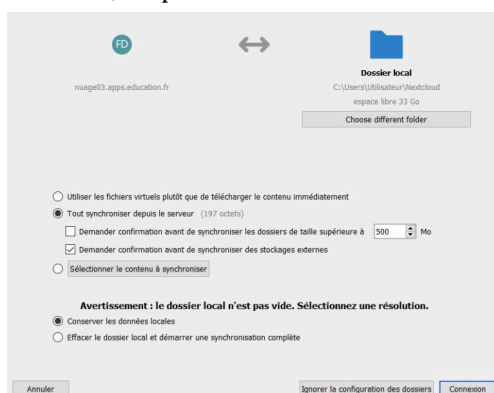 FD
Dossier local
nuage03.apps.education.fr
C:\Users\Utilisateur\Nextcloud
espace libre 33 Go
Choose different folder
Utiliser les fichiers virtuels plutôt que de télécharger le contenu immédiatement
Tout synchroniser depuis le serveur (197 octets)
Demander confirmation avant de synchroniser les dossiers de taille supérieure à 500 Mo
Demander confirmation avant de synchroniser des stockages externes
Sélectionner le contenu à synchroniser
Avertissement : le dossier local n'est pas vide. Sélectionnez une résolution.
Conserver les données locales
Effacer le dossier local et démarrer une synchronisation complète
Annuler Ignorer la configuration des dossiers Connexion